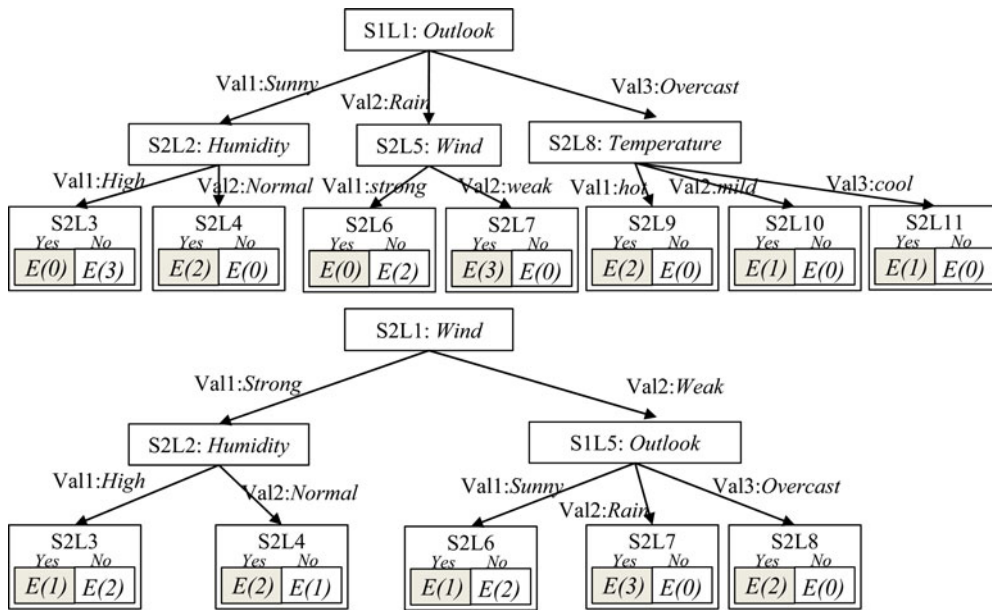 S1L1: Outlook
Val1:Sunny
Val2:Rain
Val3:Overcast
S2L2: Humidity
S2L5: Wind
S2L8: Temperature
Val1:High
Val2:Normal
Val1:strong
Val2:weak
Val1:hot
Val2:mild
Val3:cool
S2L3
Yes No
E(0) E(3)
S2L4
Yes No
E(2) E(0)
S2L6
Yes No
E(0) E(2)
S2L7
Yes No
E(3) E(0)
S2L9
Yes No
E(2) E(0)
S2L10
Yes No
E(1) E(0)
S2L11
Yes No
E(1) E(0)
S2L1: Wind
Val1:Strong
Val2:Weak
S2L2: Humidity
S1L5: Outlook
Val1:High
Val2:Normal
Val1:Sunny
Val2:Rain
Val3:Overcast
S2L3
Yes No
E(1) E(2)
S2L4
Yes No
E(2) E(1)
S2L6
Yes No
E(1) E(2)
S2L7
Yes No
E(3) E(0)
S2L8
Yes No
E(2) E(0)